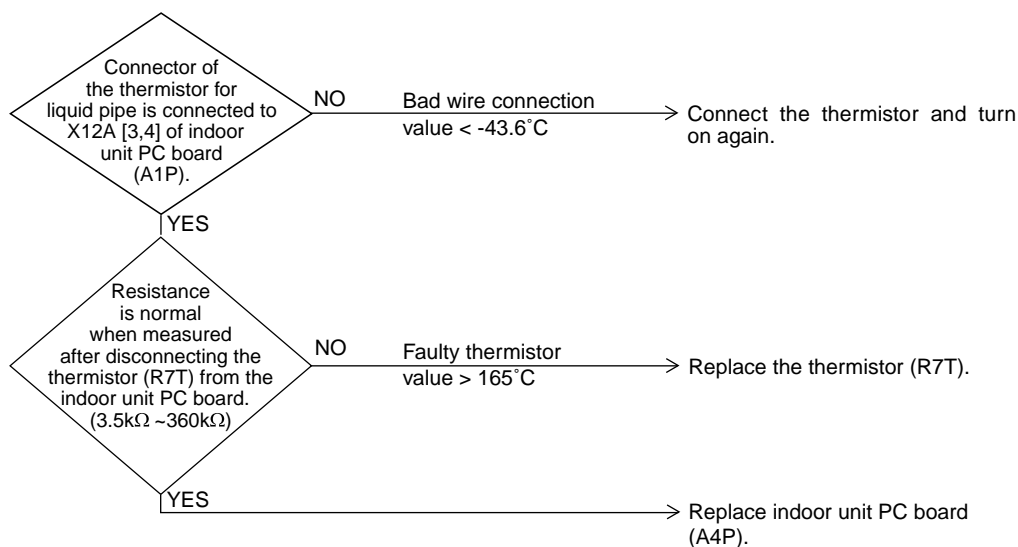 Connector of
the thermistor for
liquid pipe is connected to
X12A [3,4] of indoor
unit PC board
(A1P).
NO
Bad wire connection
value < -43.6˚C
Connect the thermistor and turn
on again.
YES
Resistance
is normal
when measured
after disconnecting the
thermistor (R7T) from the
indoor unit PC board.
(3.5kΩ ~360kΩ)
NO
Faulty thermistor
value > 165˚C
Replace the thermistor (R7T).
YES
Replace indoor unit PC board
(A4P).